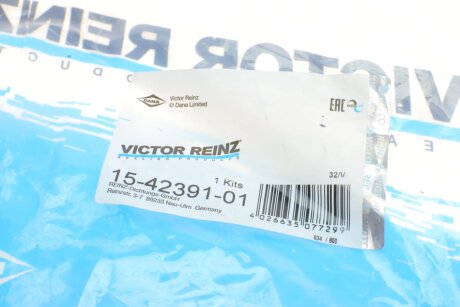 VICTOR REINZ
DANA
Victor Reinz
© Dana Limited
EAC
VICTOR REINZ
SEALING PRODUCTS
15-42391-01
1 Kits
32/V
REINZ-Dichtungs-GmbH
Reinzstr. 3-7 89233 Neu-Ulm Germany
4 026635 077299
634 / 801